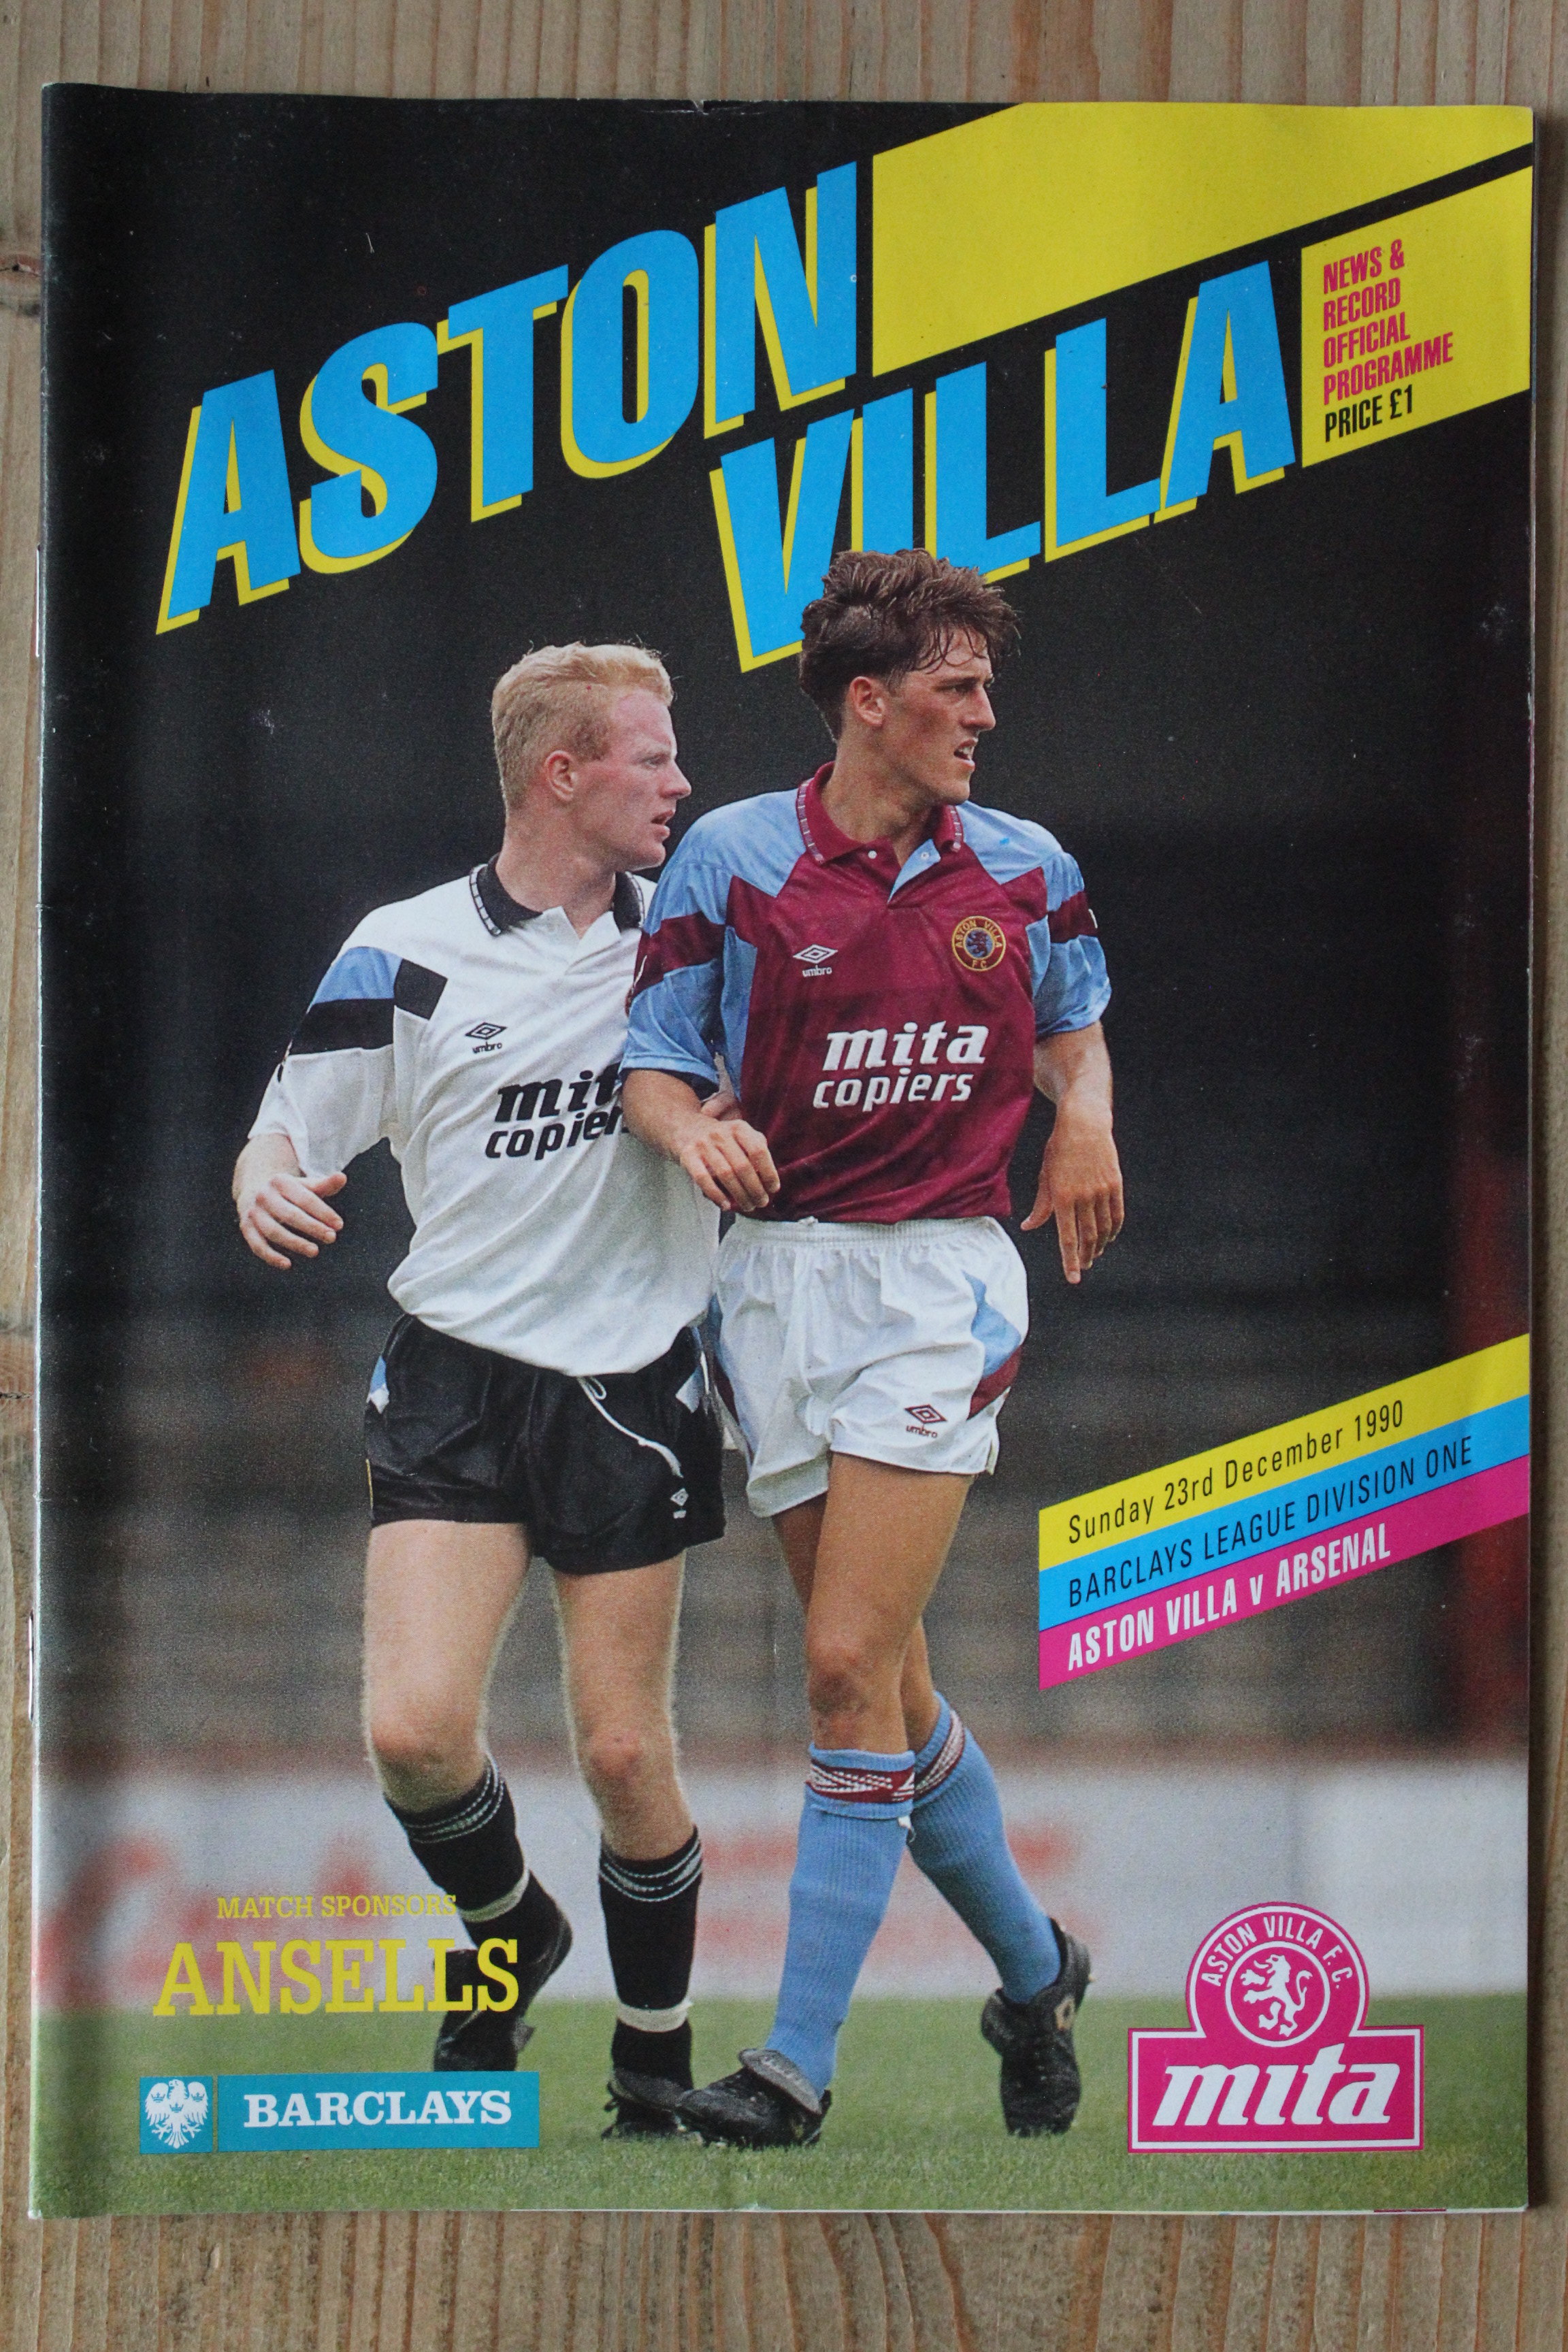 ASTON
VILLA
NEWS &
RECORD
OFFICIAL
PROGRAMME
PRICE £1
umbro
mita
copiers
ASTON VILLA
F C
umbro
umbro
Sunday 23rd December 1990
BARCLAYS LEAGUE DIVISION ONE
ASTON VILLA v ARSENAL
MATCH SPONSORS
ANSELLS
BARCLAYS
ASTON VILLA F.C.
mita